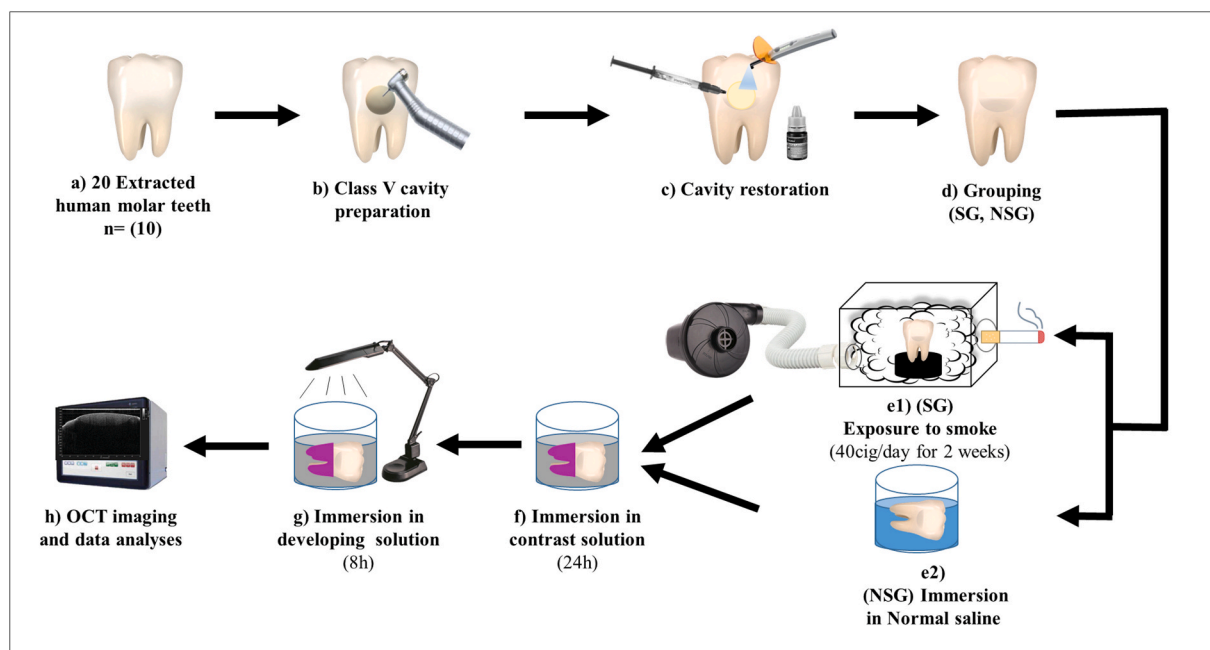 a) 20 Extracted
human molar teeth
n= (10)
b) Class V cavity
preparation
c) Cavity restoration
d) Grouping
(SG, NSG)
e1) (SG)
Exposure to smoke
(40cig/day for 2 weeks)
e2)
(NSG) Immersion
in Normal saline
f) Immersion in
contrast solution
(24h)
g) Immersion in
developing solution
(8h)
h) OCT imaging
and data analyses